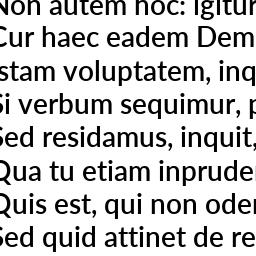 Non autem hoc: igitur
Cur haec eadem Dem
stam voluptatem, inq
Si verbum sequimur, p
Sed residamus, inquit,
Qua tu etiam inprude
Quis est, qui non oder
Sed quid attinet de re